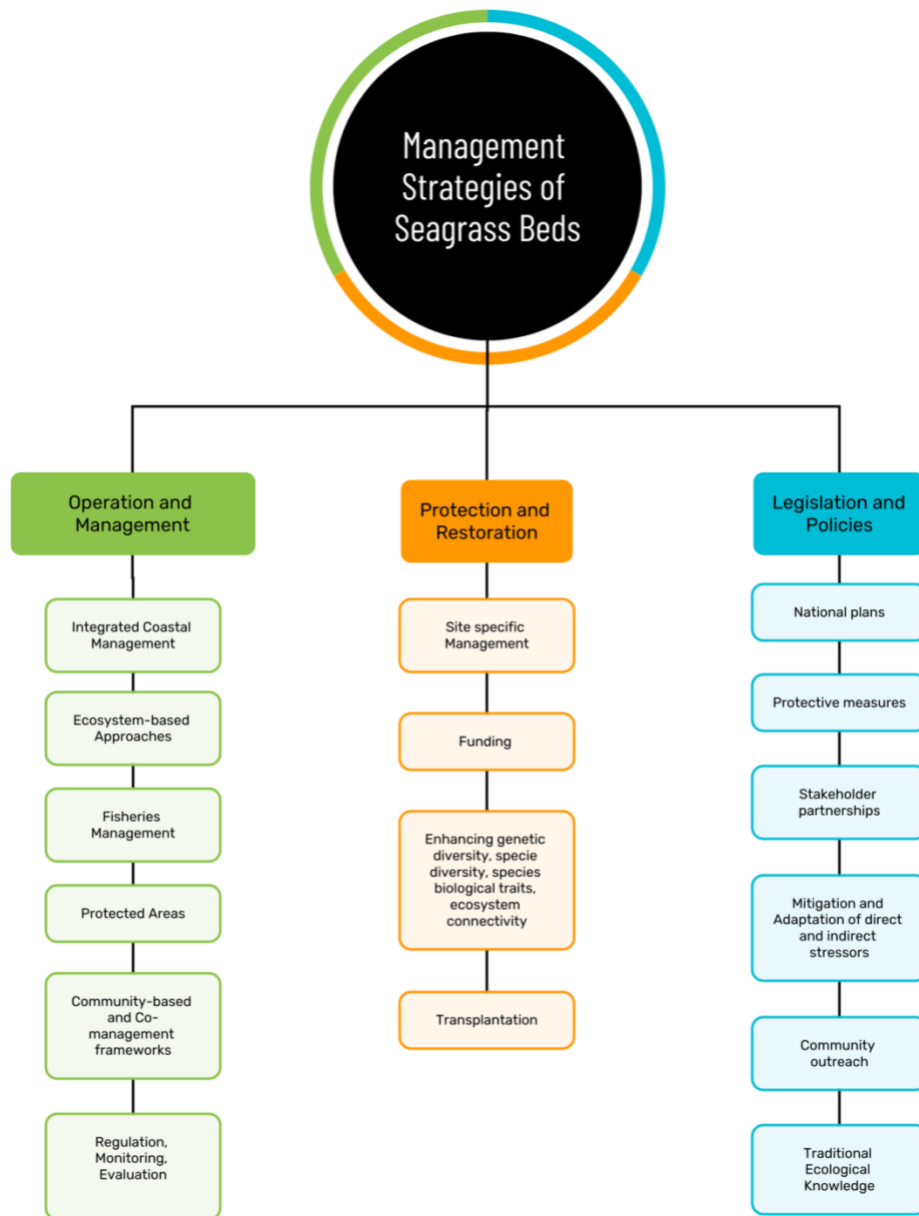 Management
Strategies of
Seagrass Beds
Operation and
Management
Integrated Coastal
Management
Ecosystem-based
Approaches
Fisheries
Management
Protected Areas
Community-based
and Co-
management
frameworks
Regulation,
Monitoring,
Evaluation
Protection and
Restoration
Site specific
Management
Funding
Enhancing genetic
diversity, specie
diversity, species
biological traits,
ecosystem
connectivity
Transplantation
Legislation and
Policies
National plans
Protective measures
Stakeholder
partnerships
Mitigation and
Adaptation of direct
and indirect
stressors
Community
outreach
Traditional
Ecological
Knowledge